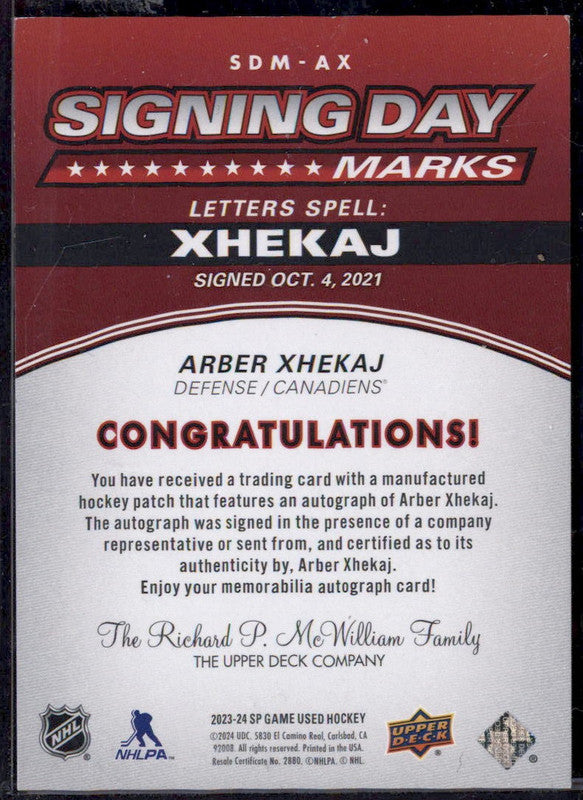 SDM-AX
SIGNING DAY
MARKS
LETTERS SPELL:
XHEKAJ
SIGNED OCT. 4, 2021
ARBER XHEKAJ
DEFENSE / CANADIENS®
CONGRATULATIONS!
You have received a trading card with a manufactured
hockey patch that features an autograph of Arber Xhekaj.
The autograph was signed in the presence of a company
representative or sent from, and certified as to its
authenticity by, Arber Xhekaj.
Enjoy your memorabilia autograph card!
The Richard P. McWilliam Family
THE UPPER DECK COMPANY
NHL ®
NHLPA™
2023-24 SP GAME USED HOCKEY
©2024 UDC. 5830 El Camino Real, Carlsbad, CA
92008. All rights reserved. Printed in the USA.
Resale Certificate No. 2880. ©NHLPA. © NHL.
UPPER
DECK
®
®